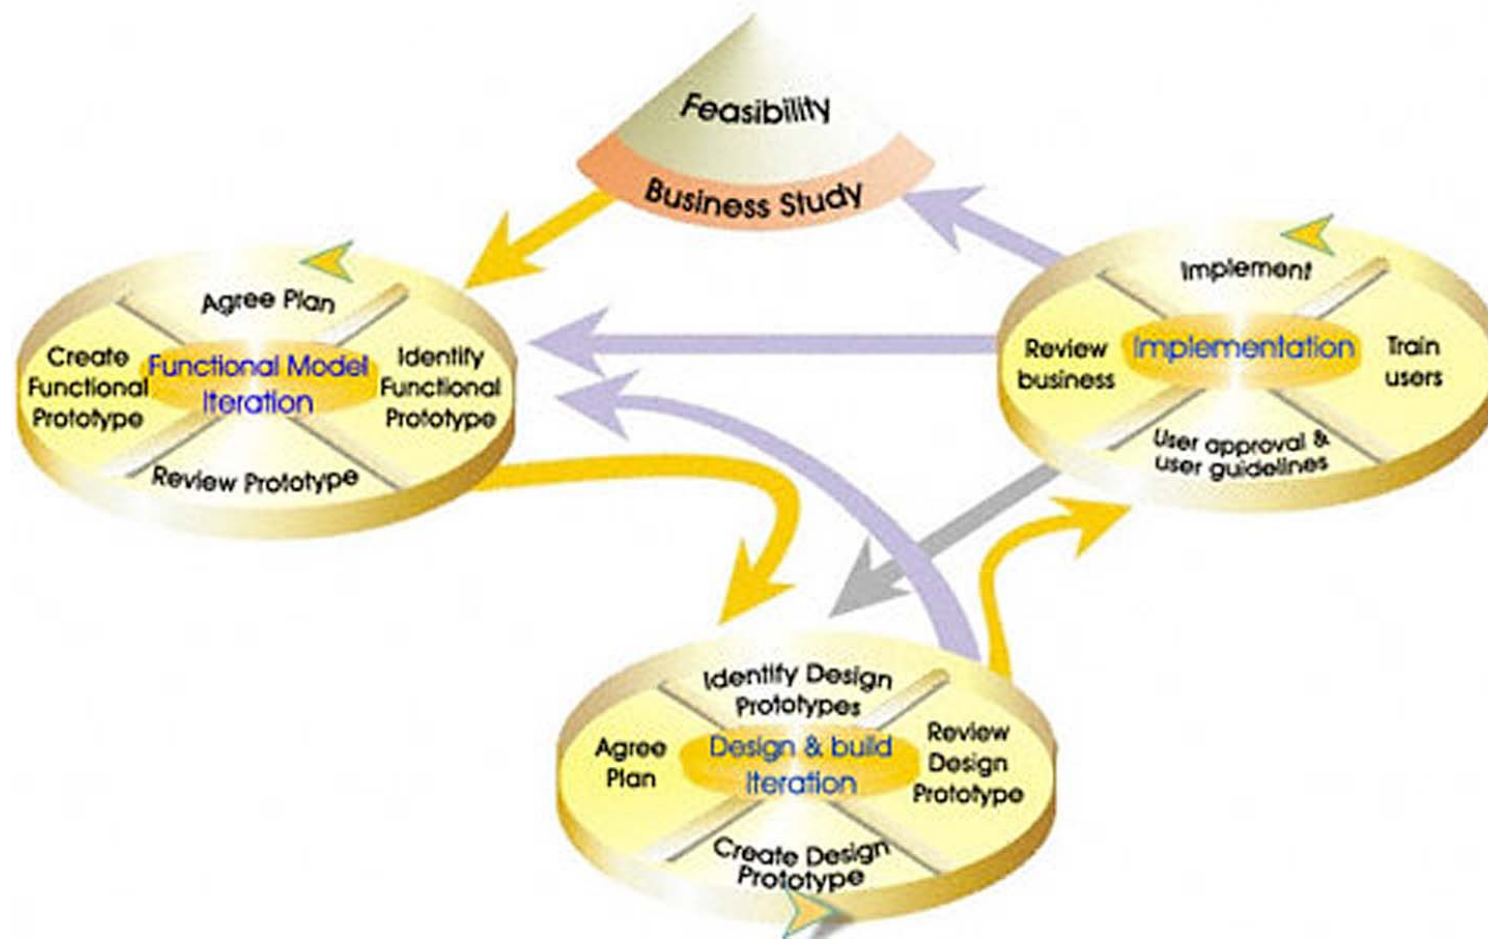 Feasibility
Business Study
Agree Plan
Create
Functional
Prototype
Functional Model
Iteration
Identify
Functional
Prototype
Review Prototype
Implement
Review
business
Implementation
Train
users
User approval &
user guidelines
Identify Design
Prototypes
Agree
Plan
Design & build
Iteration
Review
Design
Prototype
Create Design
Prototype